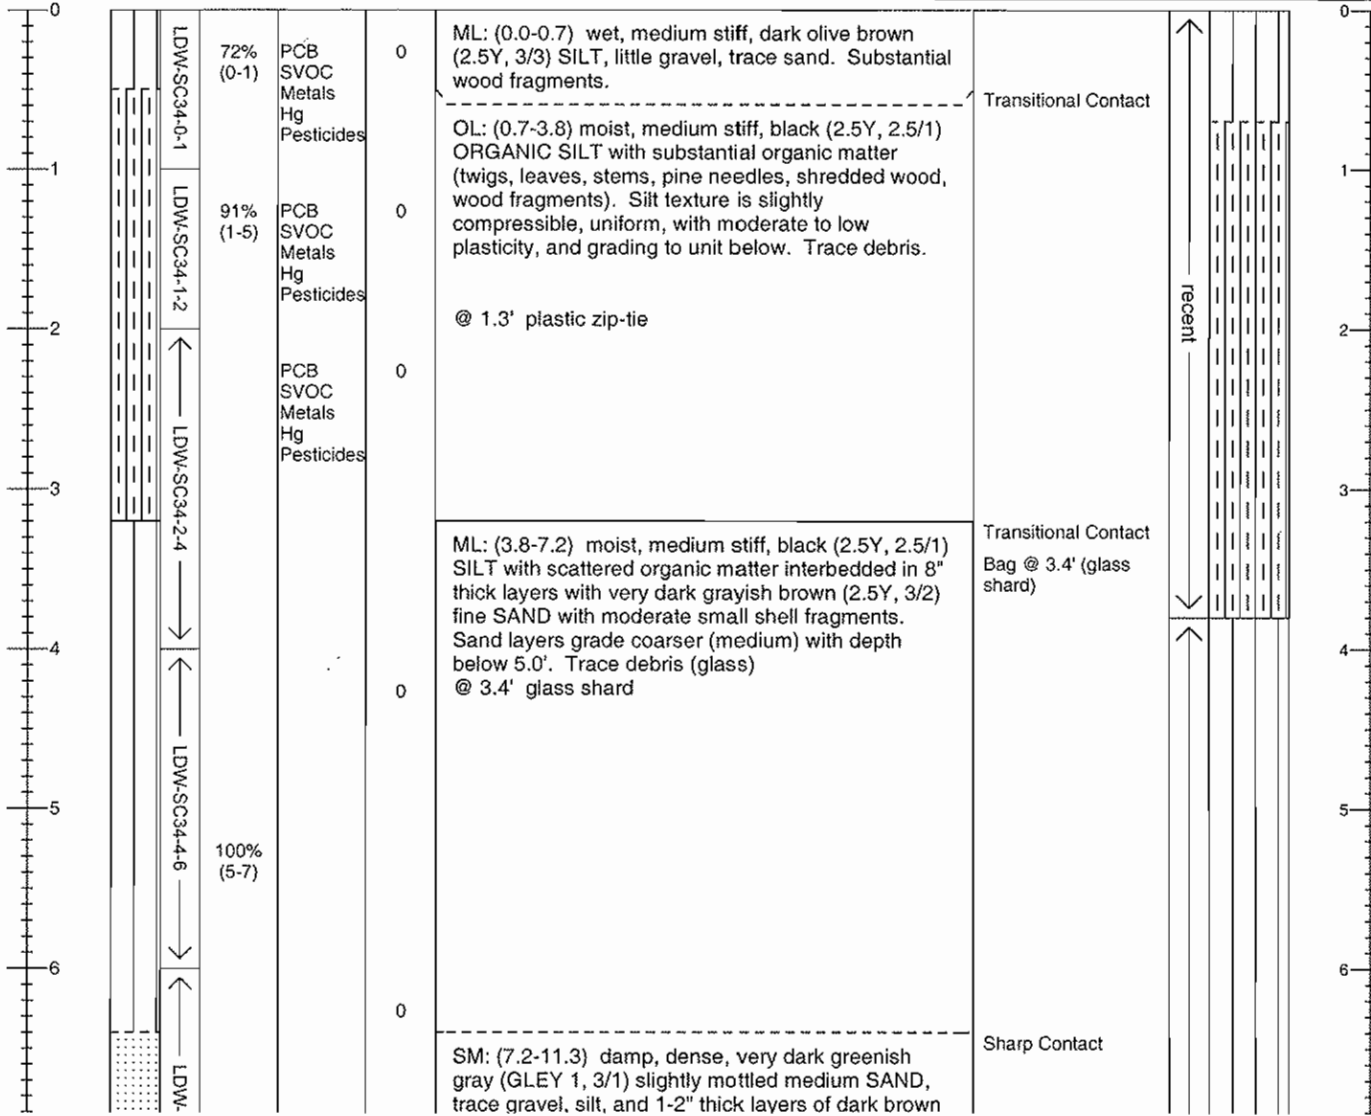 0
0
LDW-SC34-0-1
72%
(0-1)
PCB
SVOC
Metals
Hg
Pesticides
0
ML: (0.0-0.7) wet, medium stiff, dark olive brown
(2.5Y, 3/3) SILT, little gravel, trace sand. Substantial
wood fragments.
Transitional Contact
OL: (0.7-3.8) moist, medium stiff, black (2.5Y, 2.5/1)
ORGANIC SILT with substantial organic matter
(twigs, leaves, stems, pine needles, shredded wood,
wood fragments). Silt texture is slightly
compressible, uniform, with moderate to low
plasticity, and grading to unit below. Trace debris.
@ 1.3' plastic zip-tie
1
1
LDW-SC34-1-2
91%
(1-5)
PCB
SVOC
Metals
Hg
Pesticides
0
recent
2
2
LDW-SC34-2-4
PCB
SVOC
Metals
Hg
Pesticides
0
3
3
ML: (3.8-7.2) moist, medium stiff, black (2.5Y, 2.5/1)
SILT with scattered organic matter interbedded in 8"
thick layers with very dark grayish brown (2.5Y, 3/2)
fine SAND with moderate small shell fragments.
Sand layers grade coarser (medium) with depth
below 5.0'. Trace debris (glass)
@ 3.4' glass shard
Transitional Contact
Bag @ 3.4' (glass
shard)
4
4
0
LDW-SC34-4-6
5
5
100%
(5-7)
6
6
0
LDW-
SM: (7.2-11.3) damp, dense, very dark greenish
gray (GLEY 1, 3/1) slightly mottled medium SAND,
trace gravel, silt, and 1-2" thick layers of dark brown
Sharp Contact